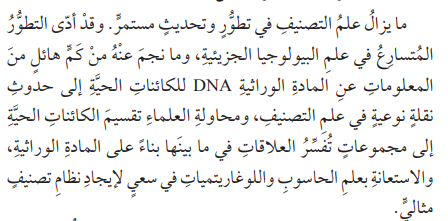 ما يزالُ علمُ التصنيفِ في تطوُّرٍ وتحديثٍ مستمرٍّ. وقدْ أدّى التطوُّرُ
المُتسارِعُ في علمِ البيولوجيا الجزيئيةِ، وما نجمَ عنْهُ منْ كَمٍّ هائلٍ منَ
المعلوماتِ عنِ المادةِ الوراثيةِ DNA للكائناتِ الحيَّةِ إلى حدوثِ
نقلةٍ نوعيةٍ في علمِ التصنيفِ، ومحاولةِ العلماءِ تقسيمَ الكائناتِ الحيَّةِ
إلى مجموعاتٍ تُفَسِّرُ العلاقاتِ في ما بينَها بناءً على المادةِ الوراثيةِ،
والاستعانةِ بعلمِ الحاسوبِ واللوغاريتمياتِ في سعيٍ لإيجادِ نظامِ تصنيفٍ
مثاليٍّ.